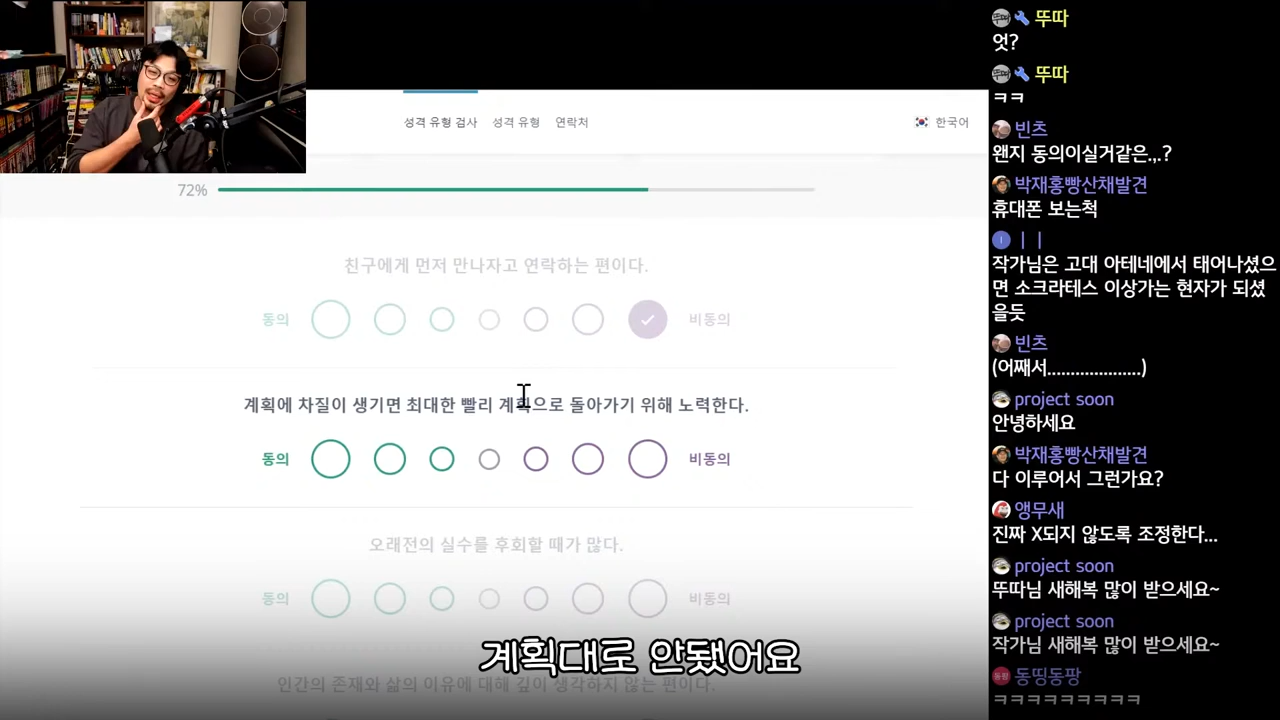 성격 유형 검사 성격 유형 연락처 한국어
72%
친구에게 먼저 만나자고 연락하는 편이다.
동의 비동의
계획에 차질이 생기면 최대한 빨리 계획으로 돌아가기 위해 노력한다.
동의 비동의
오래전의 실수를 후회할 때가 많다.
동의 비동의
계획대로 안됐어요
인간의 존재와 삶의 이유에 대해 깊이 생각하지 않는 편이다.
뚜따
엇?
뚜따
ㅋㅋ
빈츠
왠지 동의이실거같은.,.?
박재홍빵산채발견
휴대폰 보는척
ㅣㅣ
작가님은 고대 아테네에서 태어나셨으
면 소크라테스 이상가는 현자가 되셨
을듯
빈츠
(어째서....................)
project soon
안녕하세요
박재홍빵산채발견
다 이루어서 그런가요?
앵무새
진짜 X되지 않도록 조정한다...
project soon
뚜따님 새해복 많이 받으세요~
project soon
작가님 새해복 많이 받으세요~
동띵동팡
ㅋㅋㅋㅋㅋㅋㅋㅋㅋ